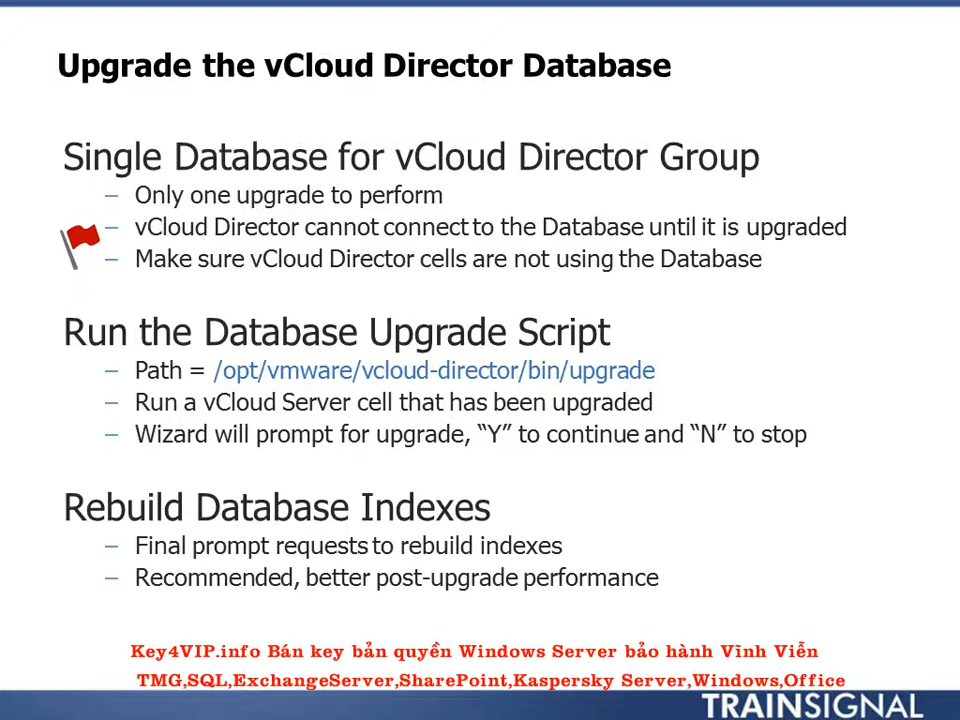 Upgrade the vCloud Director Database
Single Database for vCloud Director Group
– Only one upgrade to perform
– vCloud Director cannot connect to the Database until it is upgraded
– Make sure vCloud Director cells are not using the Database
Run the Database Upgrade Script
– Path = /opt/vmware/vcloud-director/bin/upgrade
– Run a vCloud Server cell that has been upgraded
– Wizard will prompt for upgrade, “Y” to continue and “N” to stop
Rebuild Database Indexes
– Final prompt requests to rebuild indexes
– Recommended, better post-upgrade performance
Key4VIP.info Bán key bản quyền Windows Server bảo hành Vĩnh Viễn
TMG,SQL,ExchangeServer,SharePoint,Kaspersky Server,Windows,Office
TRAINSIGNAL